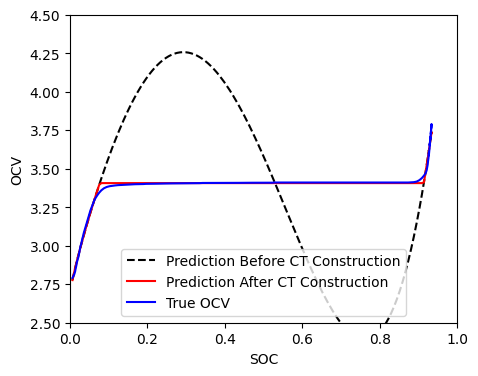 4.50
4.25
4.00
3.75
3.50
3.25
3.00
2.75
2.50
OCV
Prediction Before CT Construction
Prediction After CT Construction
True OCV
0.0 0.2 0.4 0.6 0.8 1.0
SOC